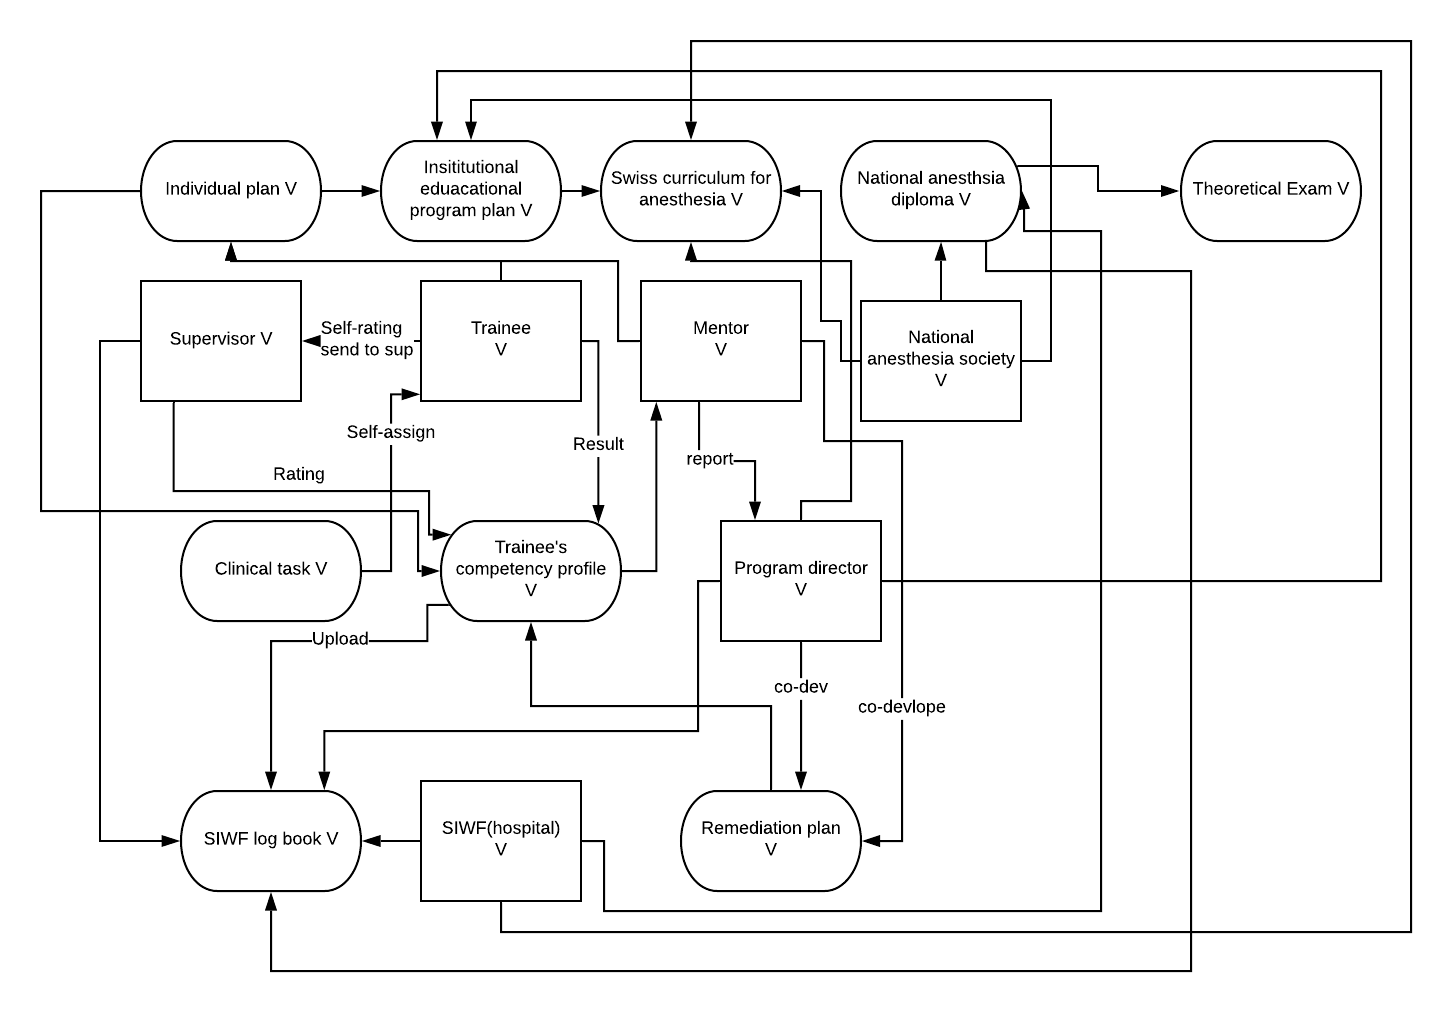 Individual plan V
Insititutional
eduacational
program plan V
Swiss curriculum for
anesthesia V
National anesthsia
diploma V
Theoretical Exam V
Supervisor V
Self-rating
send to sup
Trainee
V
Mentor
V
National
anesthesia society
V
Self-assign
Result
report
Rating
Clinical task V
Trainee's
competency profile
V
Program director
V
Upload
co-dev
co-devlope
SIWF log book V
SIWF(hospital)
V
Remediation plan
V